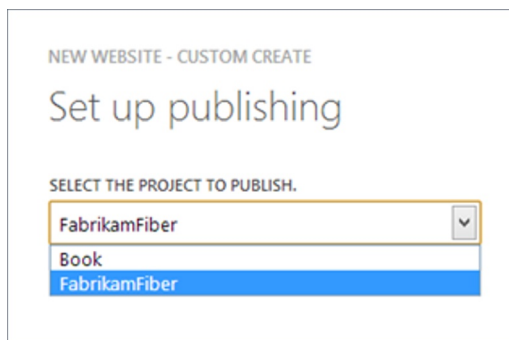 NEW WEBSITE - CUSTOM CREATE
Set up publishing
SELECT THE PROJECT TO PUBLISH.
FabrikamFiber
Book
FabrikamFiber